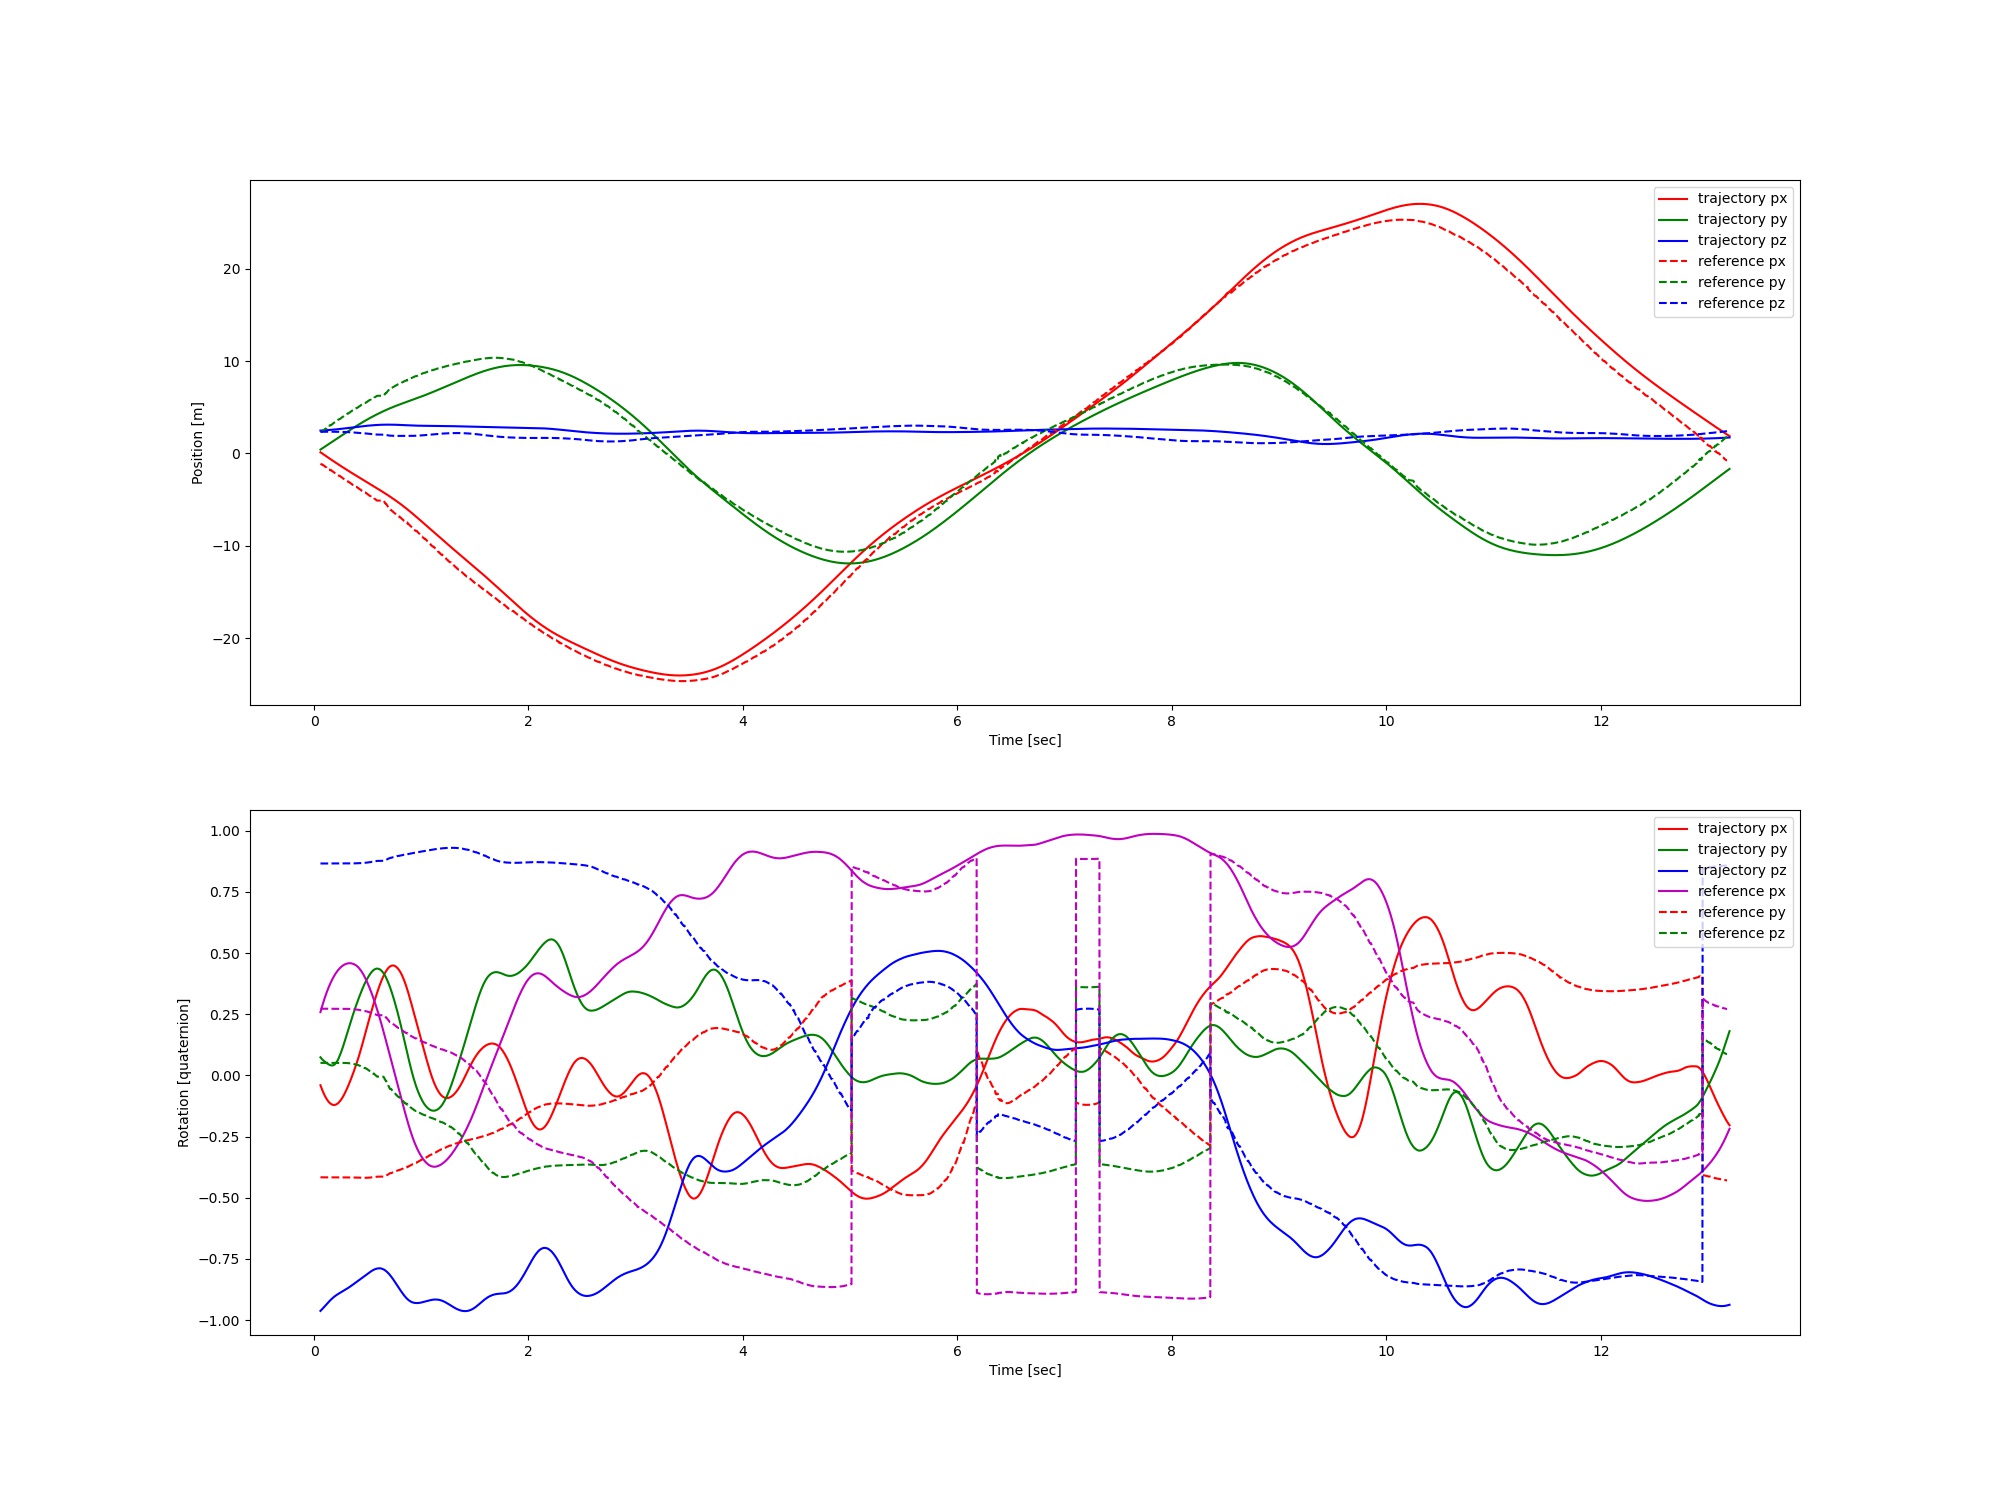 20
10
0
−10
−20
Position [m]
trajectory px
trajectory py
trajectory pz
reference px
reference py
reference pz
0 2 4 6 8 10 12
Time [sec]
1.00
0.75
0.50
0.25
0.00
−0.25
−0.50
−0.75
−1.00
Rotation [quaternion]
trajectory px
trajectory py
trajectory pz
reference px
reference py
reference pz
0 2 4 6 8 10 12
Time [sec]